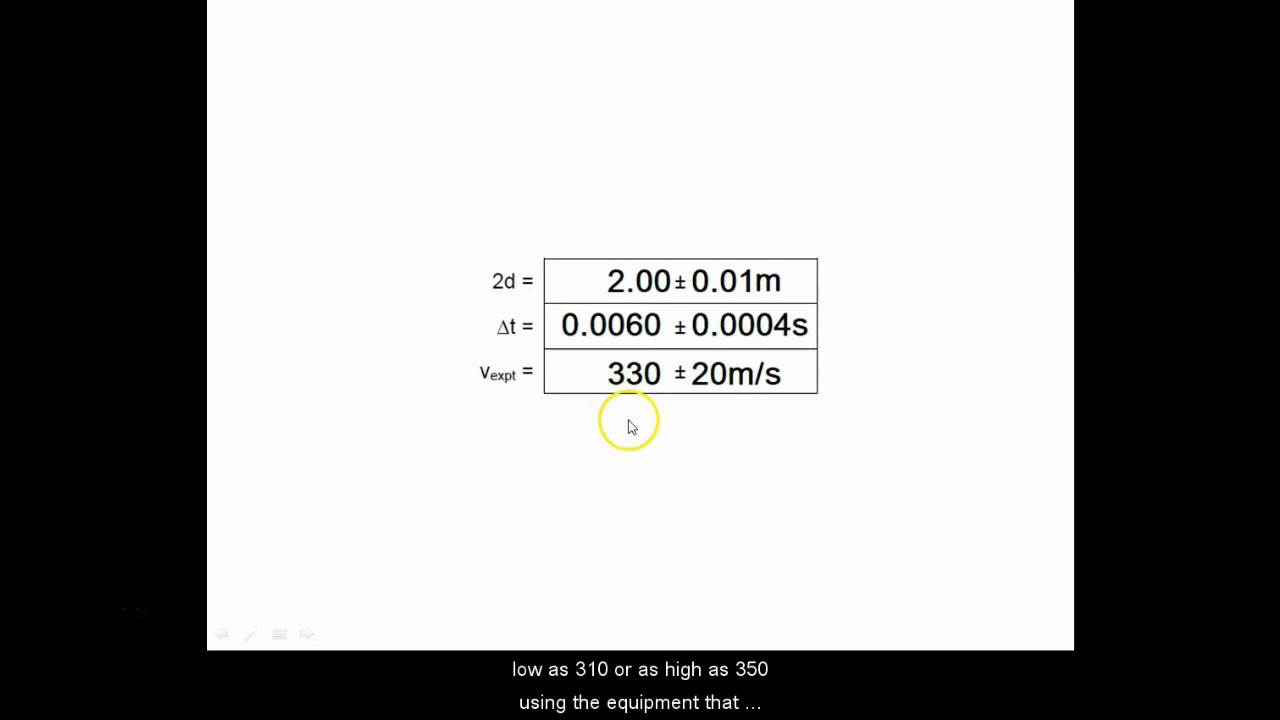 2d = 2.00 ± 0.01m
Δt = 0.0060 ± 0.0004s
vexpt = 330 ± 20m/s
low as 310 or as high as 350
using the equipment that ...